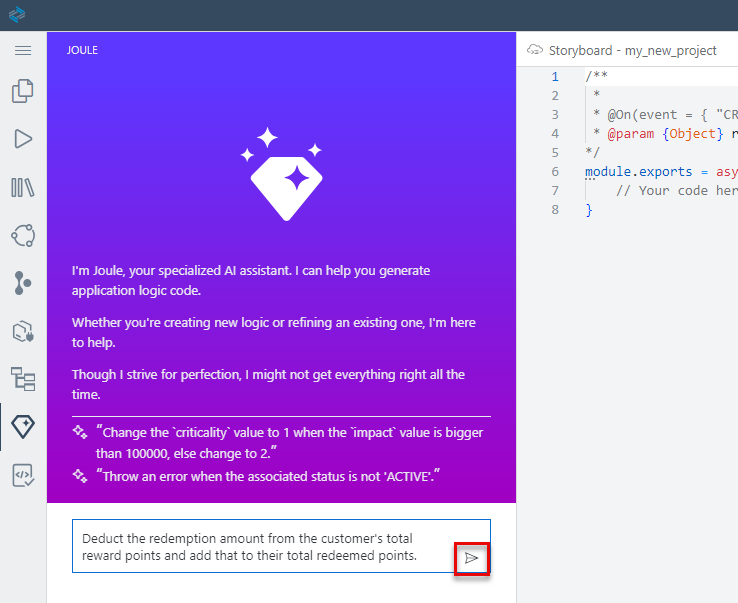 JOULE
I'm Joule, your specialized AI assistant. I can help you generate
application logic code.
Whether you're creating new logic or refining an existing one, I'm here
to help.
Though I strive for perfection, I might not get everything right all the
time.
"Change the `criticality` value to 1 when the `impact` value is bigger
than 100000, else change to 2."
"Throw an error when the associated status is not 'ACTIVE'."
Deduct the redemption amount from the customer's total
reward points and add that to their total redeemed points.
Storyboard - my_new_project
1 /**
2 *
3 * @On(event = { "CR
4 * @param {Object} r
5 */
6 module.exports = asy
7 // Your code her
8 }